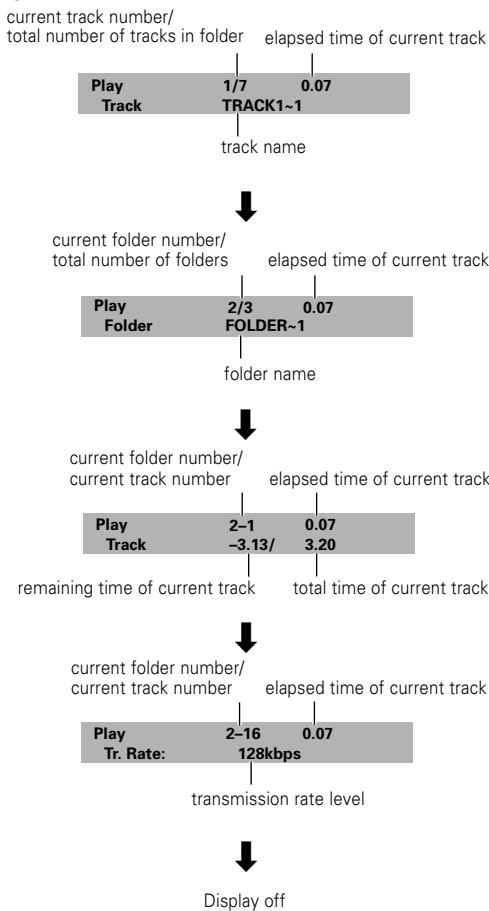 current track number/
total number of tracks in folder elapsed time of current track
Play 1/7 0.07
Track TRACK1~1
track name
current folder number/
total number of folders elapsed time of current track
Play 2/3 0.07
Folder FOLDER~1
folder name
current folder number/
current track number elapsed time of current track
Play 2–1 0.07
Track –3.13/ 3.20
remaining time of current track total time of current track
current folder number/
current track number elapsed time of current track
Play 2–16 0.07
Tr. Rate: 128kbps
transmission rate level
Display off